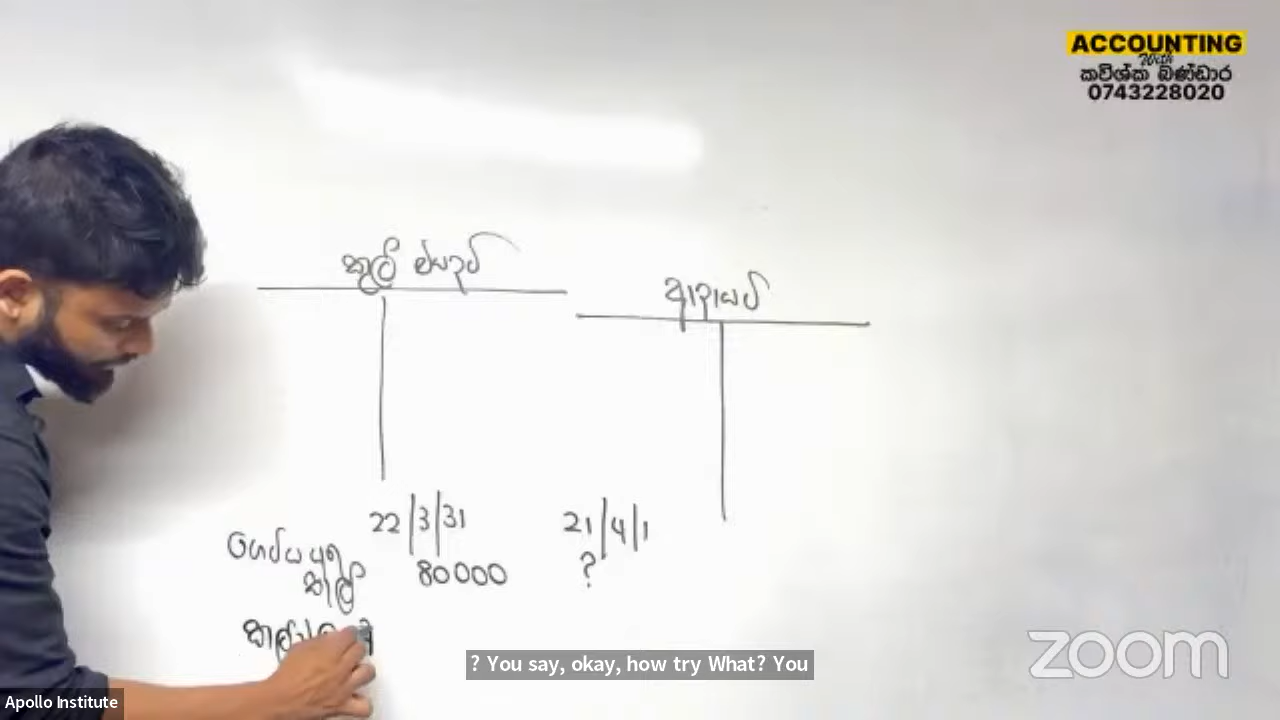 ACCOUNTING
With
කවිශ්ක බණ්ඩාර
0743228020
කුලී
ආදායම්
22/3/31 21/4/1
ගෙවිය යුතු
කුලී 80000 ?
? You say, okay, how try What? You
zoom
Apollo Institute